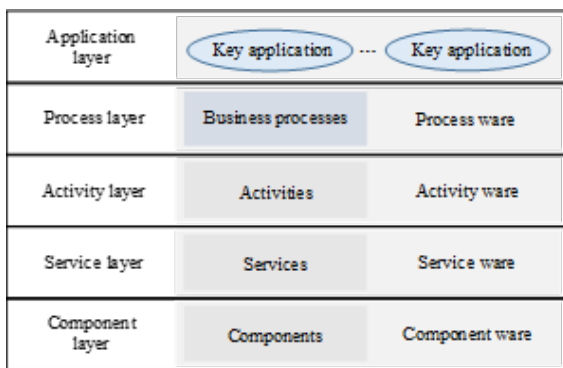 Application
layer
Key application --- Key application
Process layer Business processes Process ware
Activity layer Activities Activity ware
Service layer Services Service ware
Component
layer
Components Component ware